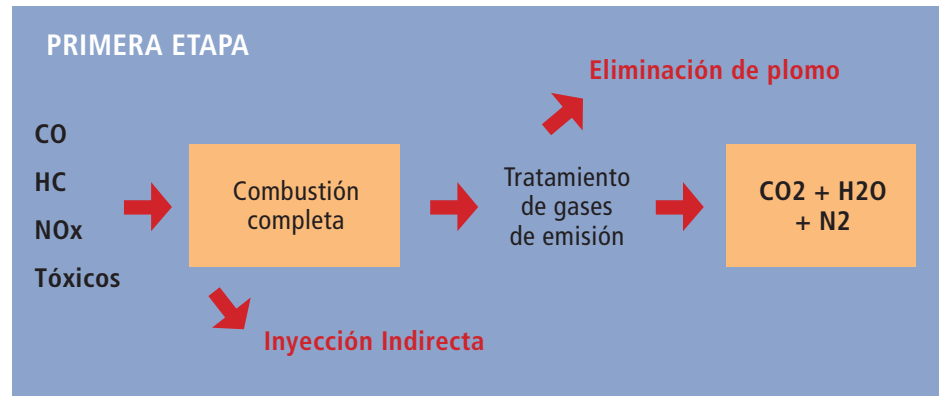 PRIMERA ETAPA
Eliminación de plomo
CO
HC
NOx
Tóxicos
Combustión
completa
Tratamiento
de gases
de emisión
CO2 + H2O
+ N2
Inyección Indirecta